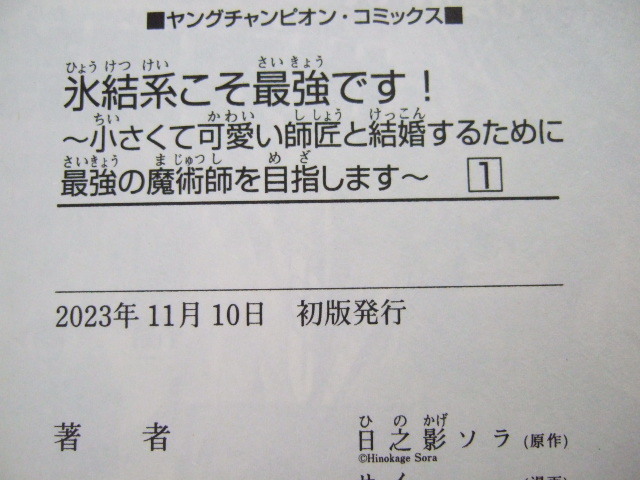 ■ヤングチャンピオン・コミックス■
ひょうけつけい さいきょう
氷結系こそ最強です！
ちい かわい ししょう けっこん
～小さくて可愛い師匠と結婚するために
さいきょう まじゅつし めざ
最強の魔術師を目指します～ 1
2023年11月10日 初版発行
ひのかげ
著者 日之影ソラ(原作)
©Hinokage Sora